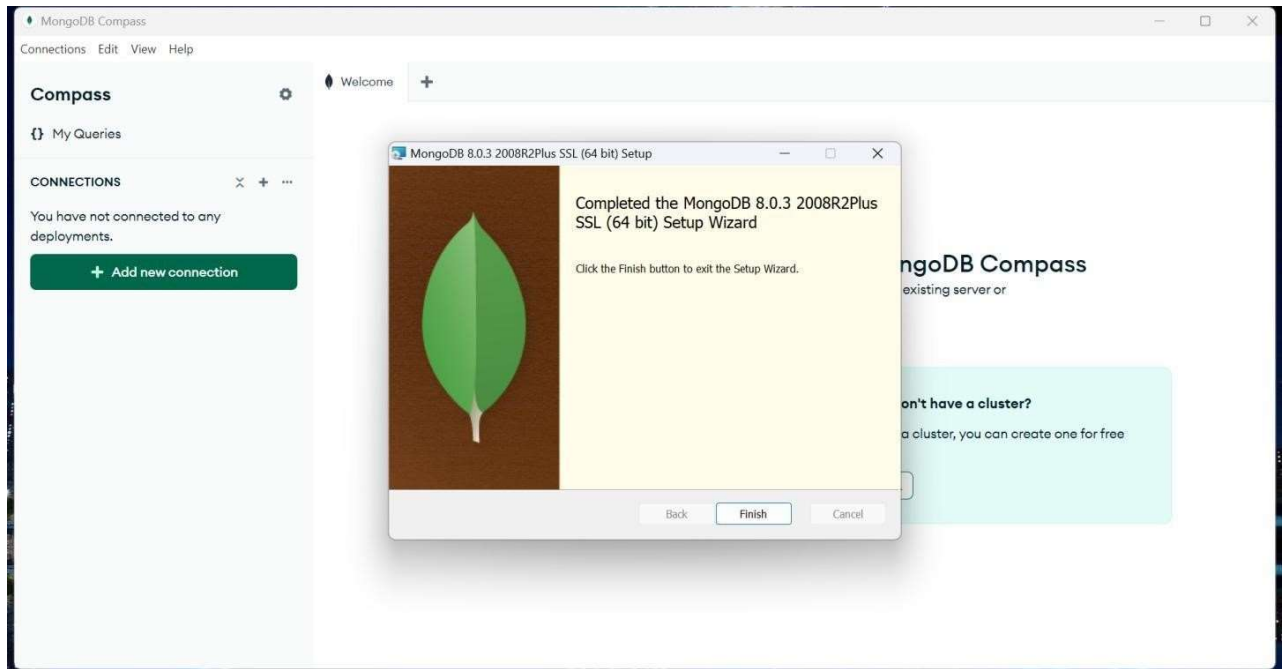 MongoDB Compass
Connections Edit View Help
Compass
{} My Queries
CONNECTIONS
You have not connected to any
deployments.
+ Add new connection
Welcome +
MongoDB 8.0.3 2008R2Plus SSL (64 bit) Setup
Completed the MongoDB 8.0.3 2008R2Plus
SSL (64 bit) Setup Wizard
Click the Finish button to exit the Setup Wizard.
Back Finish Cancel
ngoDB Compass
existing server or
on't have a cluster?
a cluster, you can create one for free